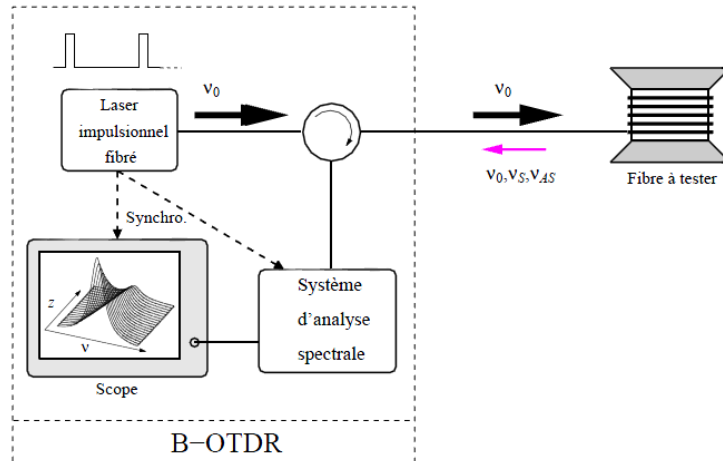 ν0
ν0
Laser
impulsionnel
fibré
ν0,νS,νAS
Fibre à tester
Synchro.
z
ν
Système
d'analyse
spectrale
Scope
B−OTDR